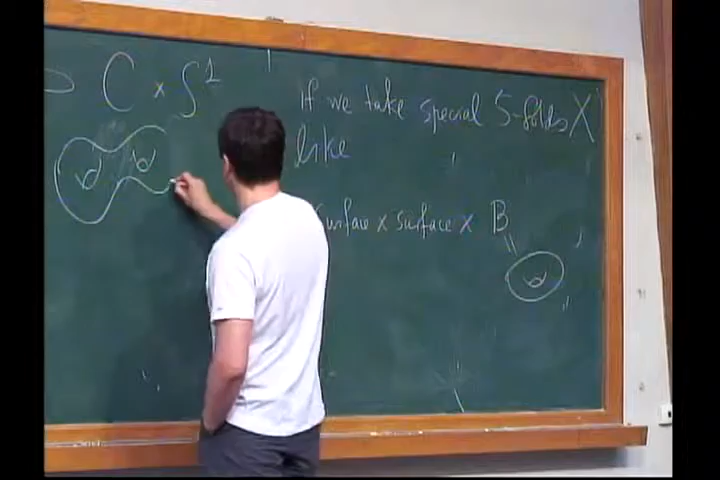 C × S¹
if we take special 5-folds X
like
surface × surface × B